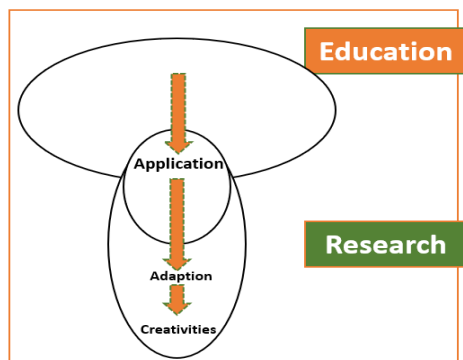 Education
Application
Research
Adaption
Creativities